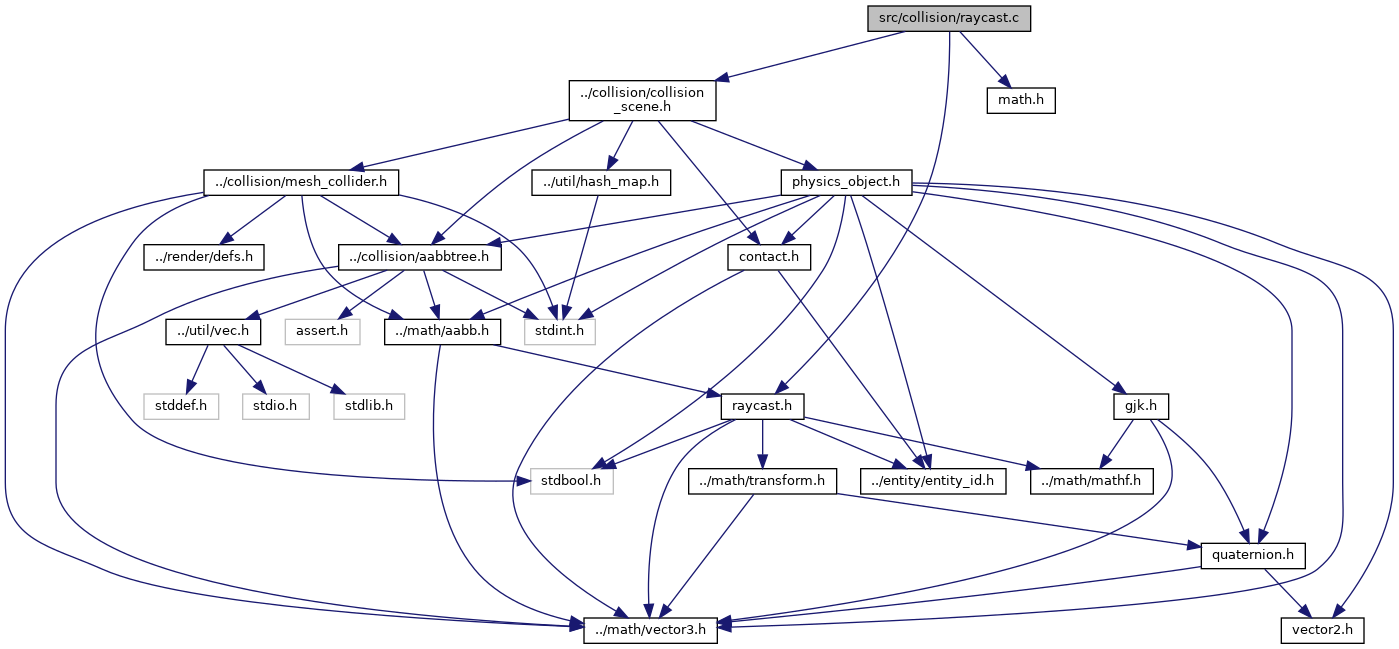 src/collision/raycast.c
../collision/collision
_scene.h
math.h
../collision/mesh_collider.h
../util/hash_map.h
physics_object.h
../render/defs.h
../collision/aabbtree.h
contact.h
../util/vec.h
assert.h
../math/aabb.h
stdint.h
stddef.h
stdio.h
stdlib.h
raycast.h
gjk.h
stdbool.h
../math/transform.h
../entity/entity_id.h
../math/mathf.h
quaternion.h
../math/vector3.h
vector2.h